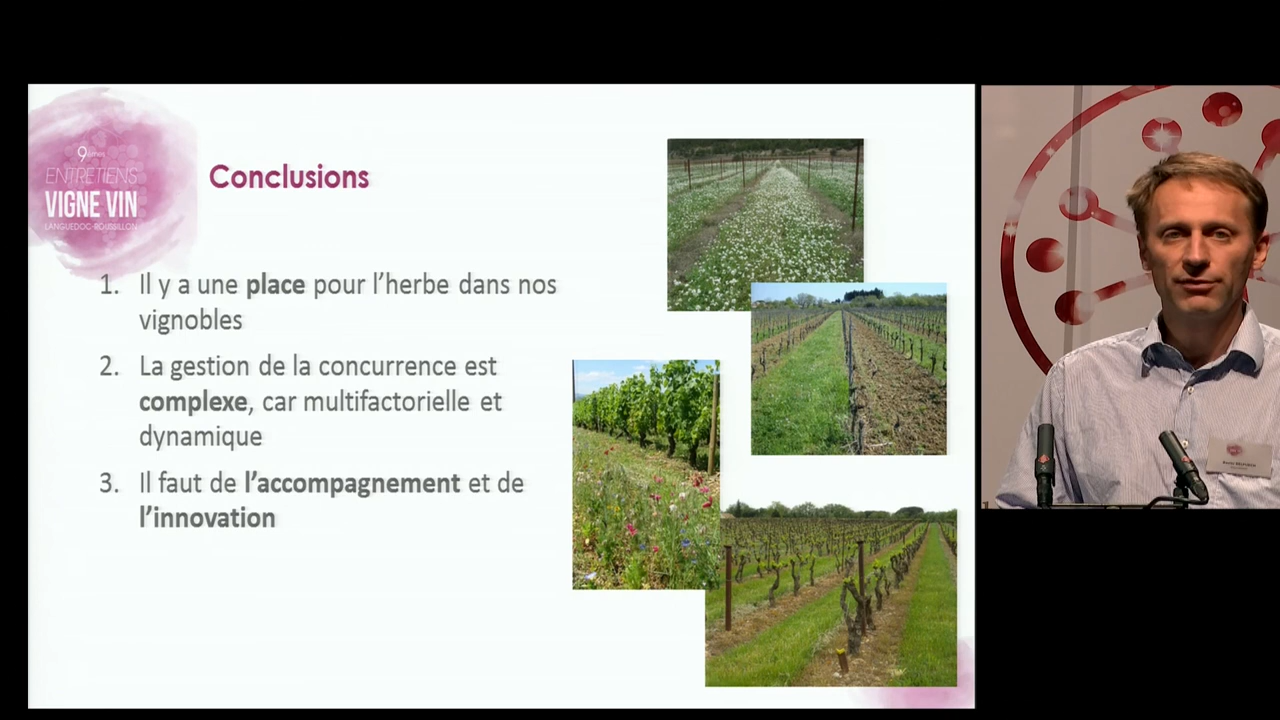 9èmes
ENTRETIENS
VIGNE VIN
LANGUEDOC-ROUSSILLON
Conclusions
1. Il y a une place pour l’herbe dans nos
vignobles
2. La gestion de la concurrence est
complexe, car multifactorielle et
dynamique
3. Il faut de l’accompagnement et de
l’innovation